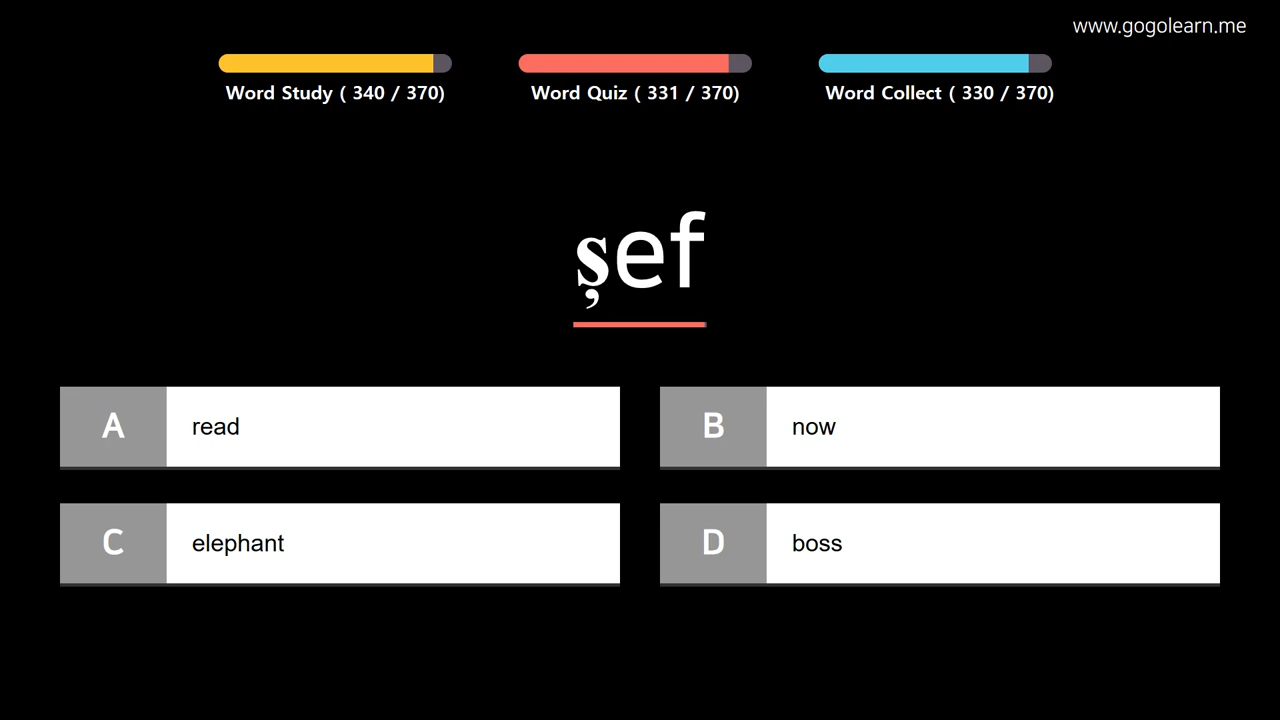 www.gogolearn.me
Word Study ( 340 / 370)
Word Quiz ( 331 / 370)
Word Collect ( 330 / 370)
șef
A read
B now
C elephant
D boss